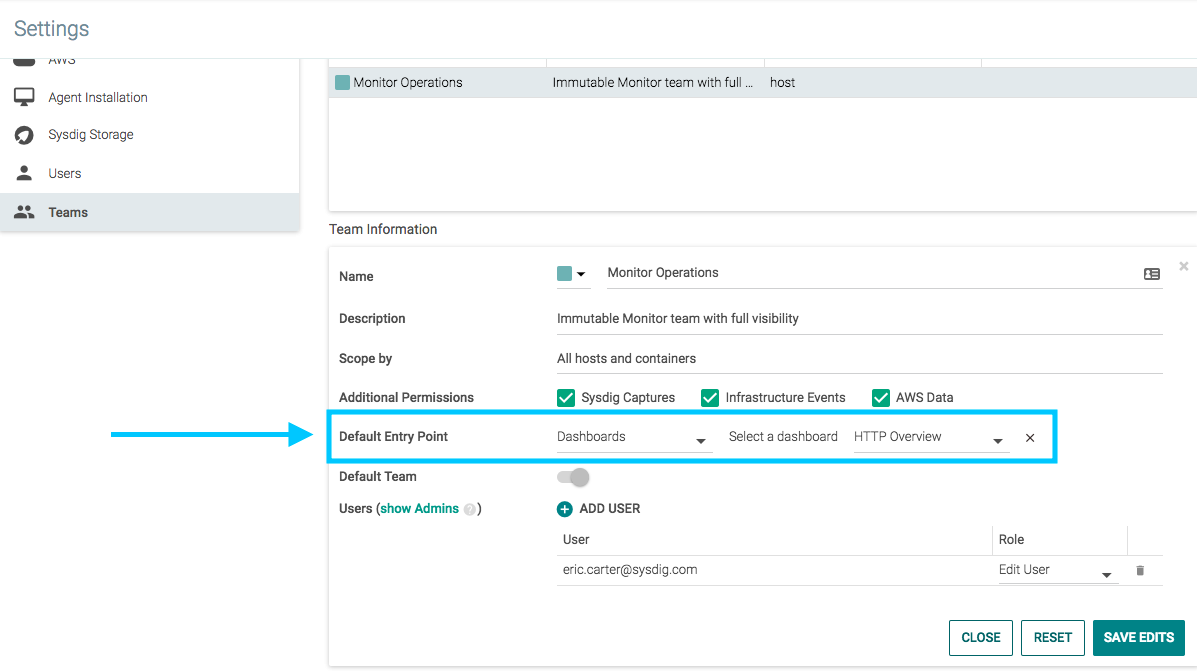 Settings
AWS
Monitor Operations Immutable Monitor team with full ... host
Agent Installation
Sysdig Storage
Users
Teams
Team Information
Name Monitor Operations
Description Immutable Monitor team with full visibility
Scope by All hosts and containers
Additional Permissions Sysdig Captures Infrastructure Events AWS Data
Default Entry Point Dashboards Select a dashboard HTTP Overview
Default Team
Users (show Admins ?) ADD USER
User Role
eric.carter@sysdig.com Edit User
CLOSE RESET SAVE EDITS